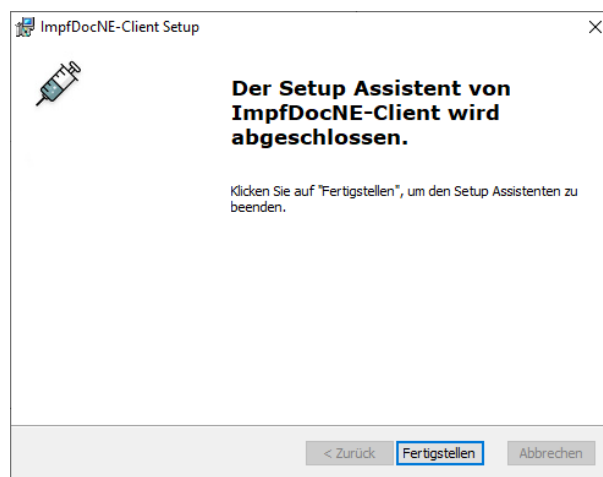 ImpfDocNE-Client Setup
Der Setup Assistent von
ImpfDocNE-Client wird
abgeschlossen.
Klicken Sie auf "Fertigstellen", um den Setup Assistenten zu
beenden.
< Zurück Fertigstellen Abbrechen